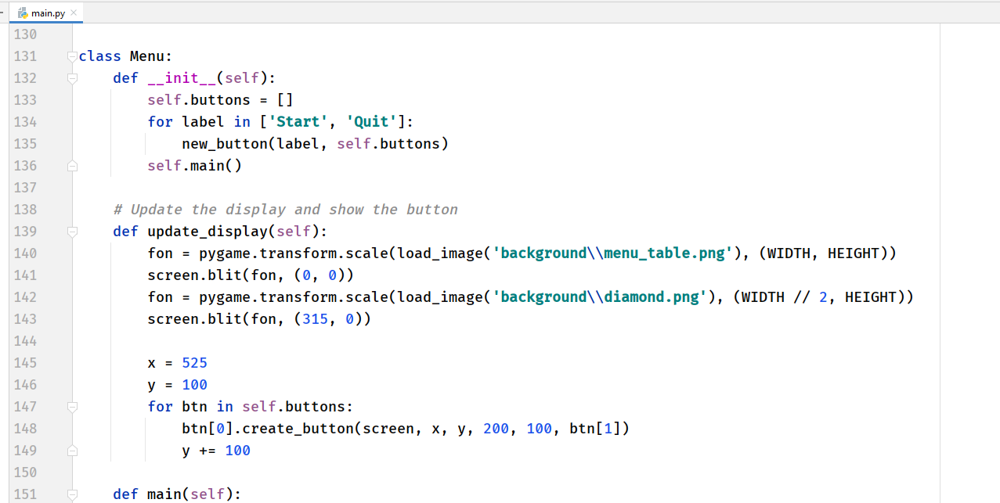 main.py
130
131 class Menu:
132     def __init__(self):
133         self.buttons = []
134         for label in ['Start', 'Quit']:
135             new_button(label, self.buttons)
136         self.main()
137
138     # Update the display and show the button
139     def update_display(self):
140         fon = pygame.transform.scale(load_image('background\\menu_table.png'), (WIDTH, HEIGHT))
141         screen.blit(fon, (0, 0))
142         fon = pygame.transform.scale(load_image('background\\diamond.png'), (WIDTH // 2, HEIGHT))
143         screen.blit(fon, (315, 0))
144
145         x = 525
146         y = 100
147         for btn in self.buttons:
148             btn[0].create_button(screen, x, y, 200, 100, btn[1])
149             y += 100
150
151     def main(self):